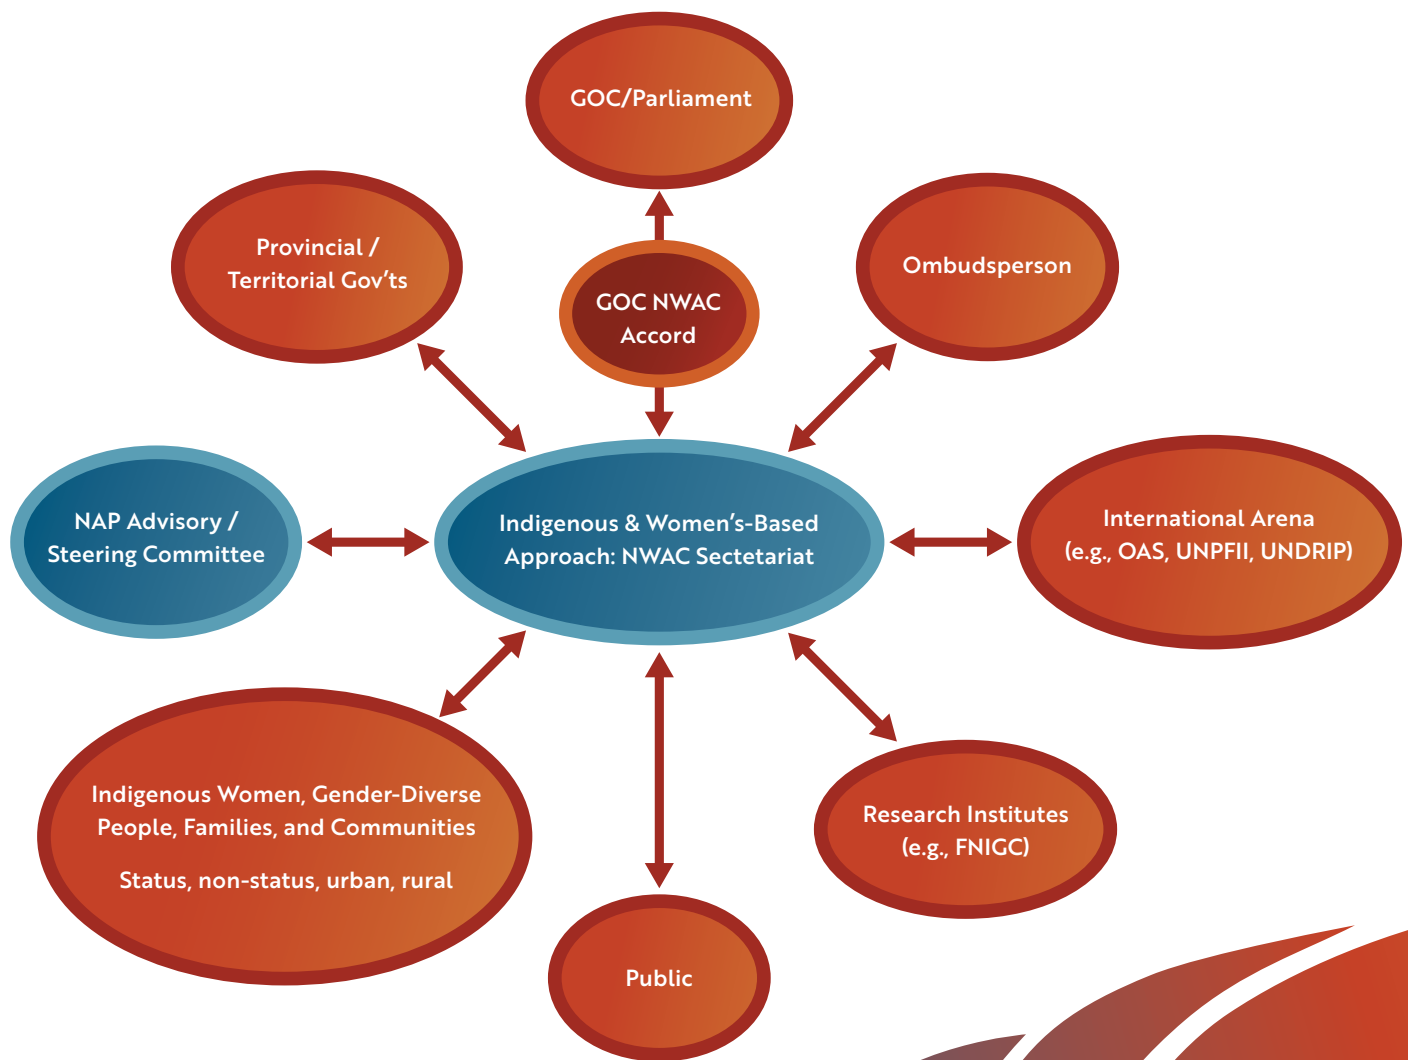 GOC/Parliament
Provincial /
Territorial Gov’ts
GOC NWAC
Accord
Ombudsperson
NAP Advisory /
Steering Committee
Indigenous & Women’s-Based
Approach: NWAC Sectetariat
International Arena
(e.g., OAS, UNPFII, UNDRIP)
Indigenous Women, Gender-Diverse
People, Families, and Communities
Status, non-status, urban, rural
Research Institutes
(e.g., FNIGC)
Public